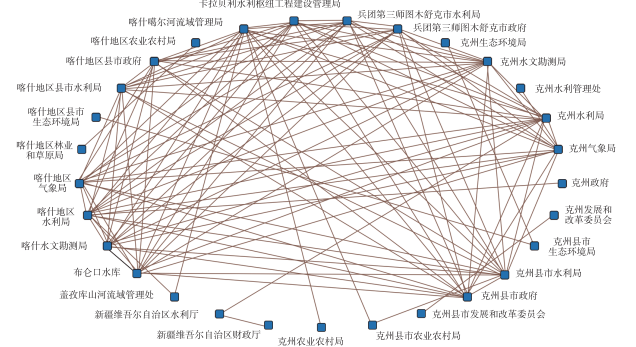 卡拉贝利水利枢纽工程建设管理局
兵团第三师图木舒克市水利局
喀什噶尔河流域管理局
兵团第三师图木舒克市政府
喀什地区农业农村局
克州生态环境局
喀什地区县市政府
克州水文勘测局
喀什地区县市水利局
克州水利管理处
喀什地区县市
生态环境局
克州水利局
喀什地区林业
和草原局
克州气象局
喀什地区
气象局
克州政府
喀什地区
水利局
克州发展和
改革委员会
喀什水文勘测局
克州县市
生态环境局
布仑口水库
克州县市水利局
盖孜库山河流域管理处
克州县市政府
新疆维吾尔自治区水利厅
克州县市发展和改革委员会
新疆维吾尔自治区财政厅
克州农业农村局
克州县市农业农村局